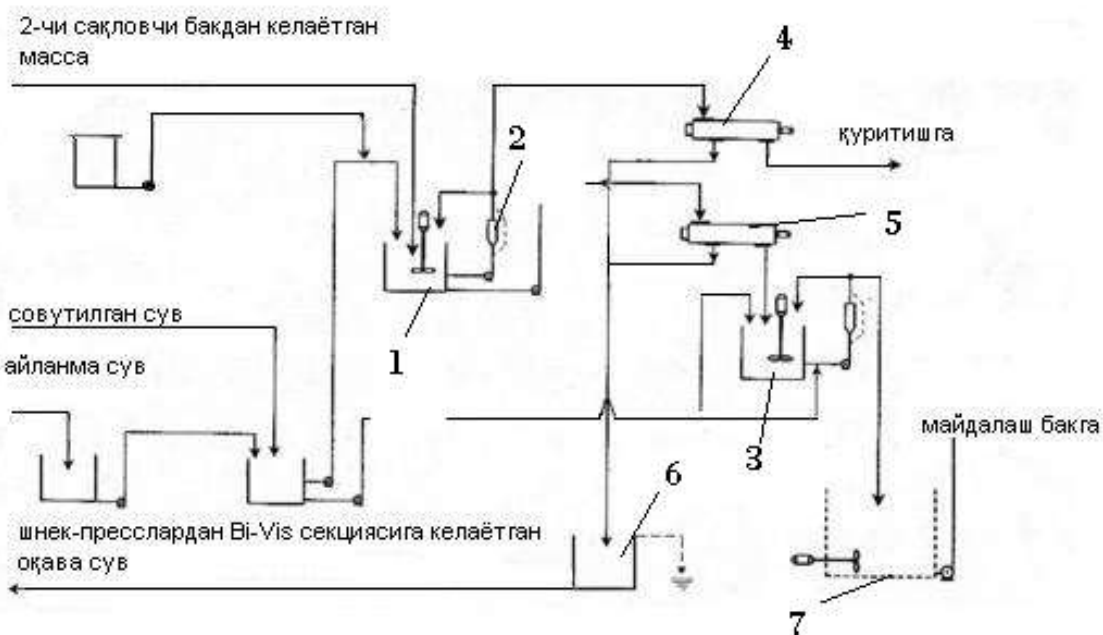 2-чи сақловчи бакдан келаётган
масса
4
2
қуритишга
5
совутилган сув
1
айланма сув
3
майдалаш бакга
6
шнек-пресслардан Bi-Vis секциясига келаётган
оқава сув
7